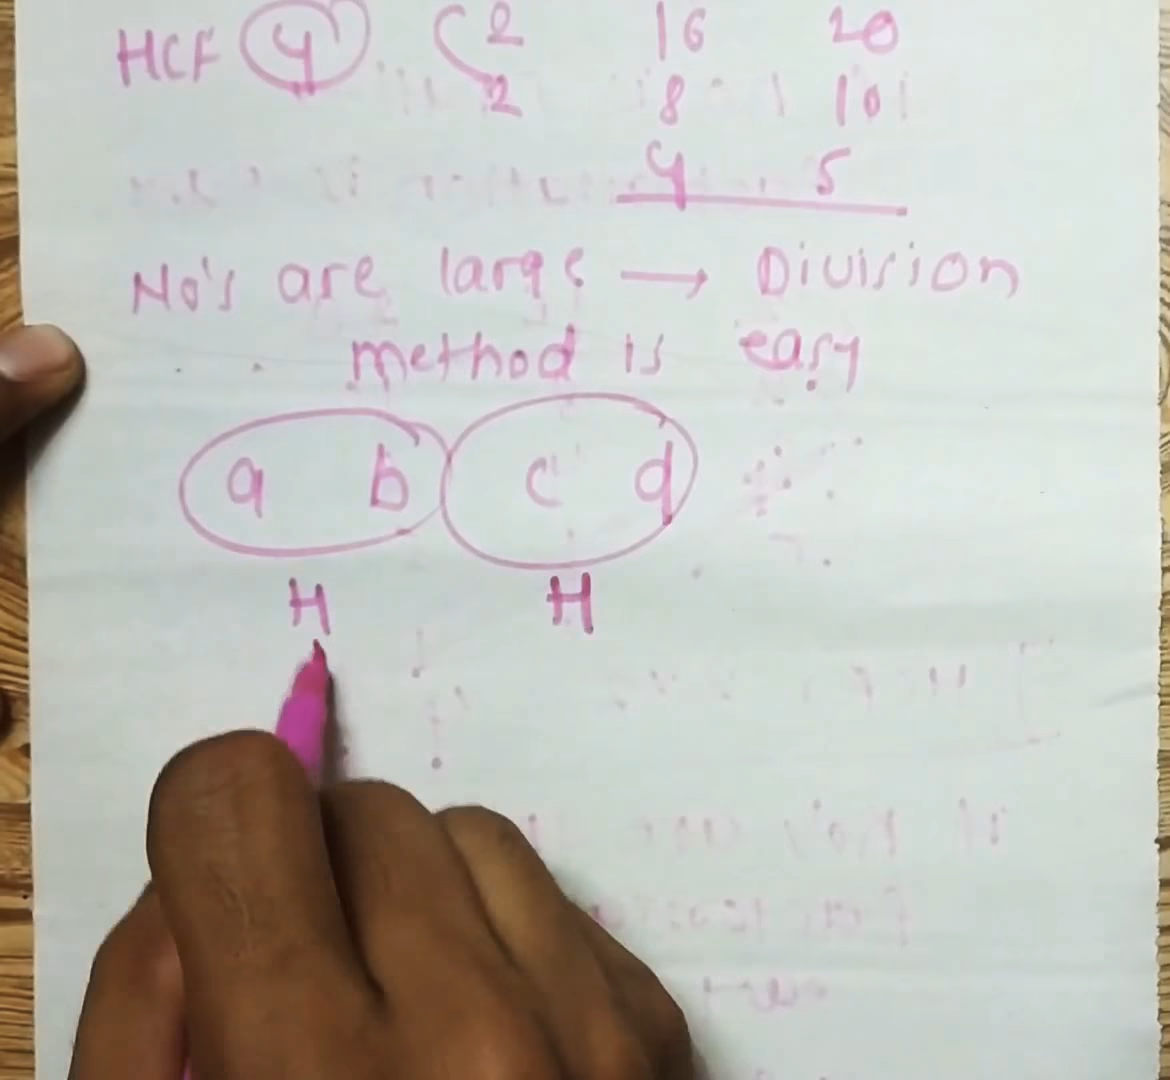 HCF 4 2 16 20
2 8 10
4 5
No's are large → Division
method is easy
a b c d
H H